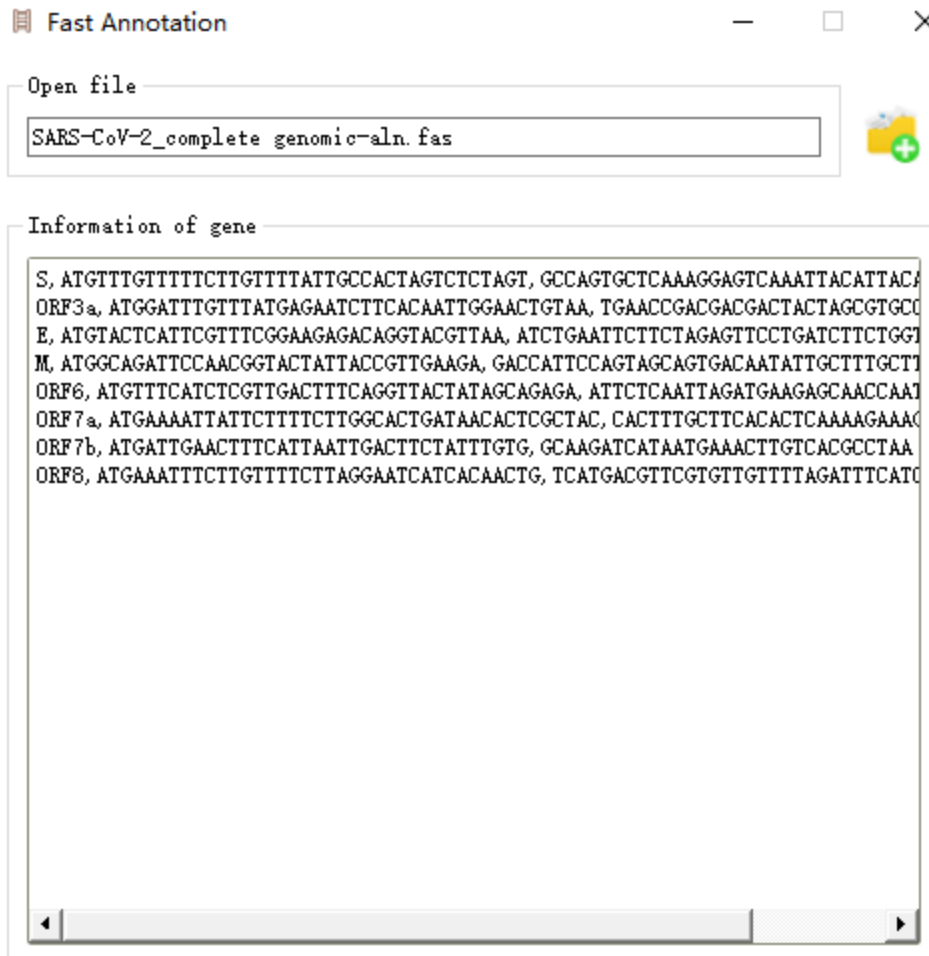 Fast Annotation
Open file
SARS-CoV-2_complete genomic-aln.fas
Information of gene
S, ATGTTTGTTTTTCTTGTTTTATTGCCACTAGTCTCTAGT, GCCAGTGCTCAAAGGAGTCAAATTACATTACA
ORF3a, ATGGATTTGTTTATGAGAATCTTCACAATTGGAACTGTAA, TGAACCGACGACGACTACTAGCGTGCC
E, ATGTACTCATTCGTTTCGGAAGAGACAGGTACGTTAA, ATCTGAATTCTTCTAGAGTTCCTGATCTTCTGGT
M, ATGGCAGATTCCAACGGTACTATTACCGTTGAAGA, GACCATTCCAGTAGCAGTGACAATATTGCTTTGCTT
ORF6, ATGTTTCATCTCGTTGACTTTCAGGTTACTATAGCAGAGA, ATTCTCAATTAGATGAAGAGCAACCAAT
ORF7a, ATGAAAATTATTCTTTTCTTGGCACTGATAACACTCGCTAC, CACTTTGCTTCACACTCAAAAGAAAG
ORF7b, ATGATTGAACTTTCATTAATTGACTTCTATTTGTG, GCAAGATCATAATGAAACTTGTCACGCCTAA
ORF8, ATGAAATTTCTTGTTTTCTTAGGAATCATCACAACTG, TCATGACGTTCGTGTTGTTTTAGATTTCATC